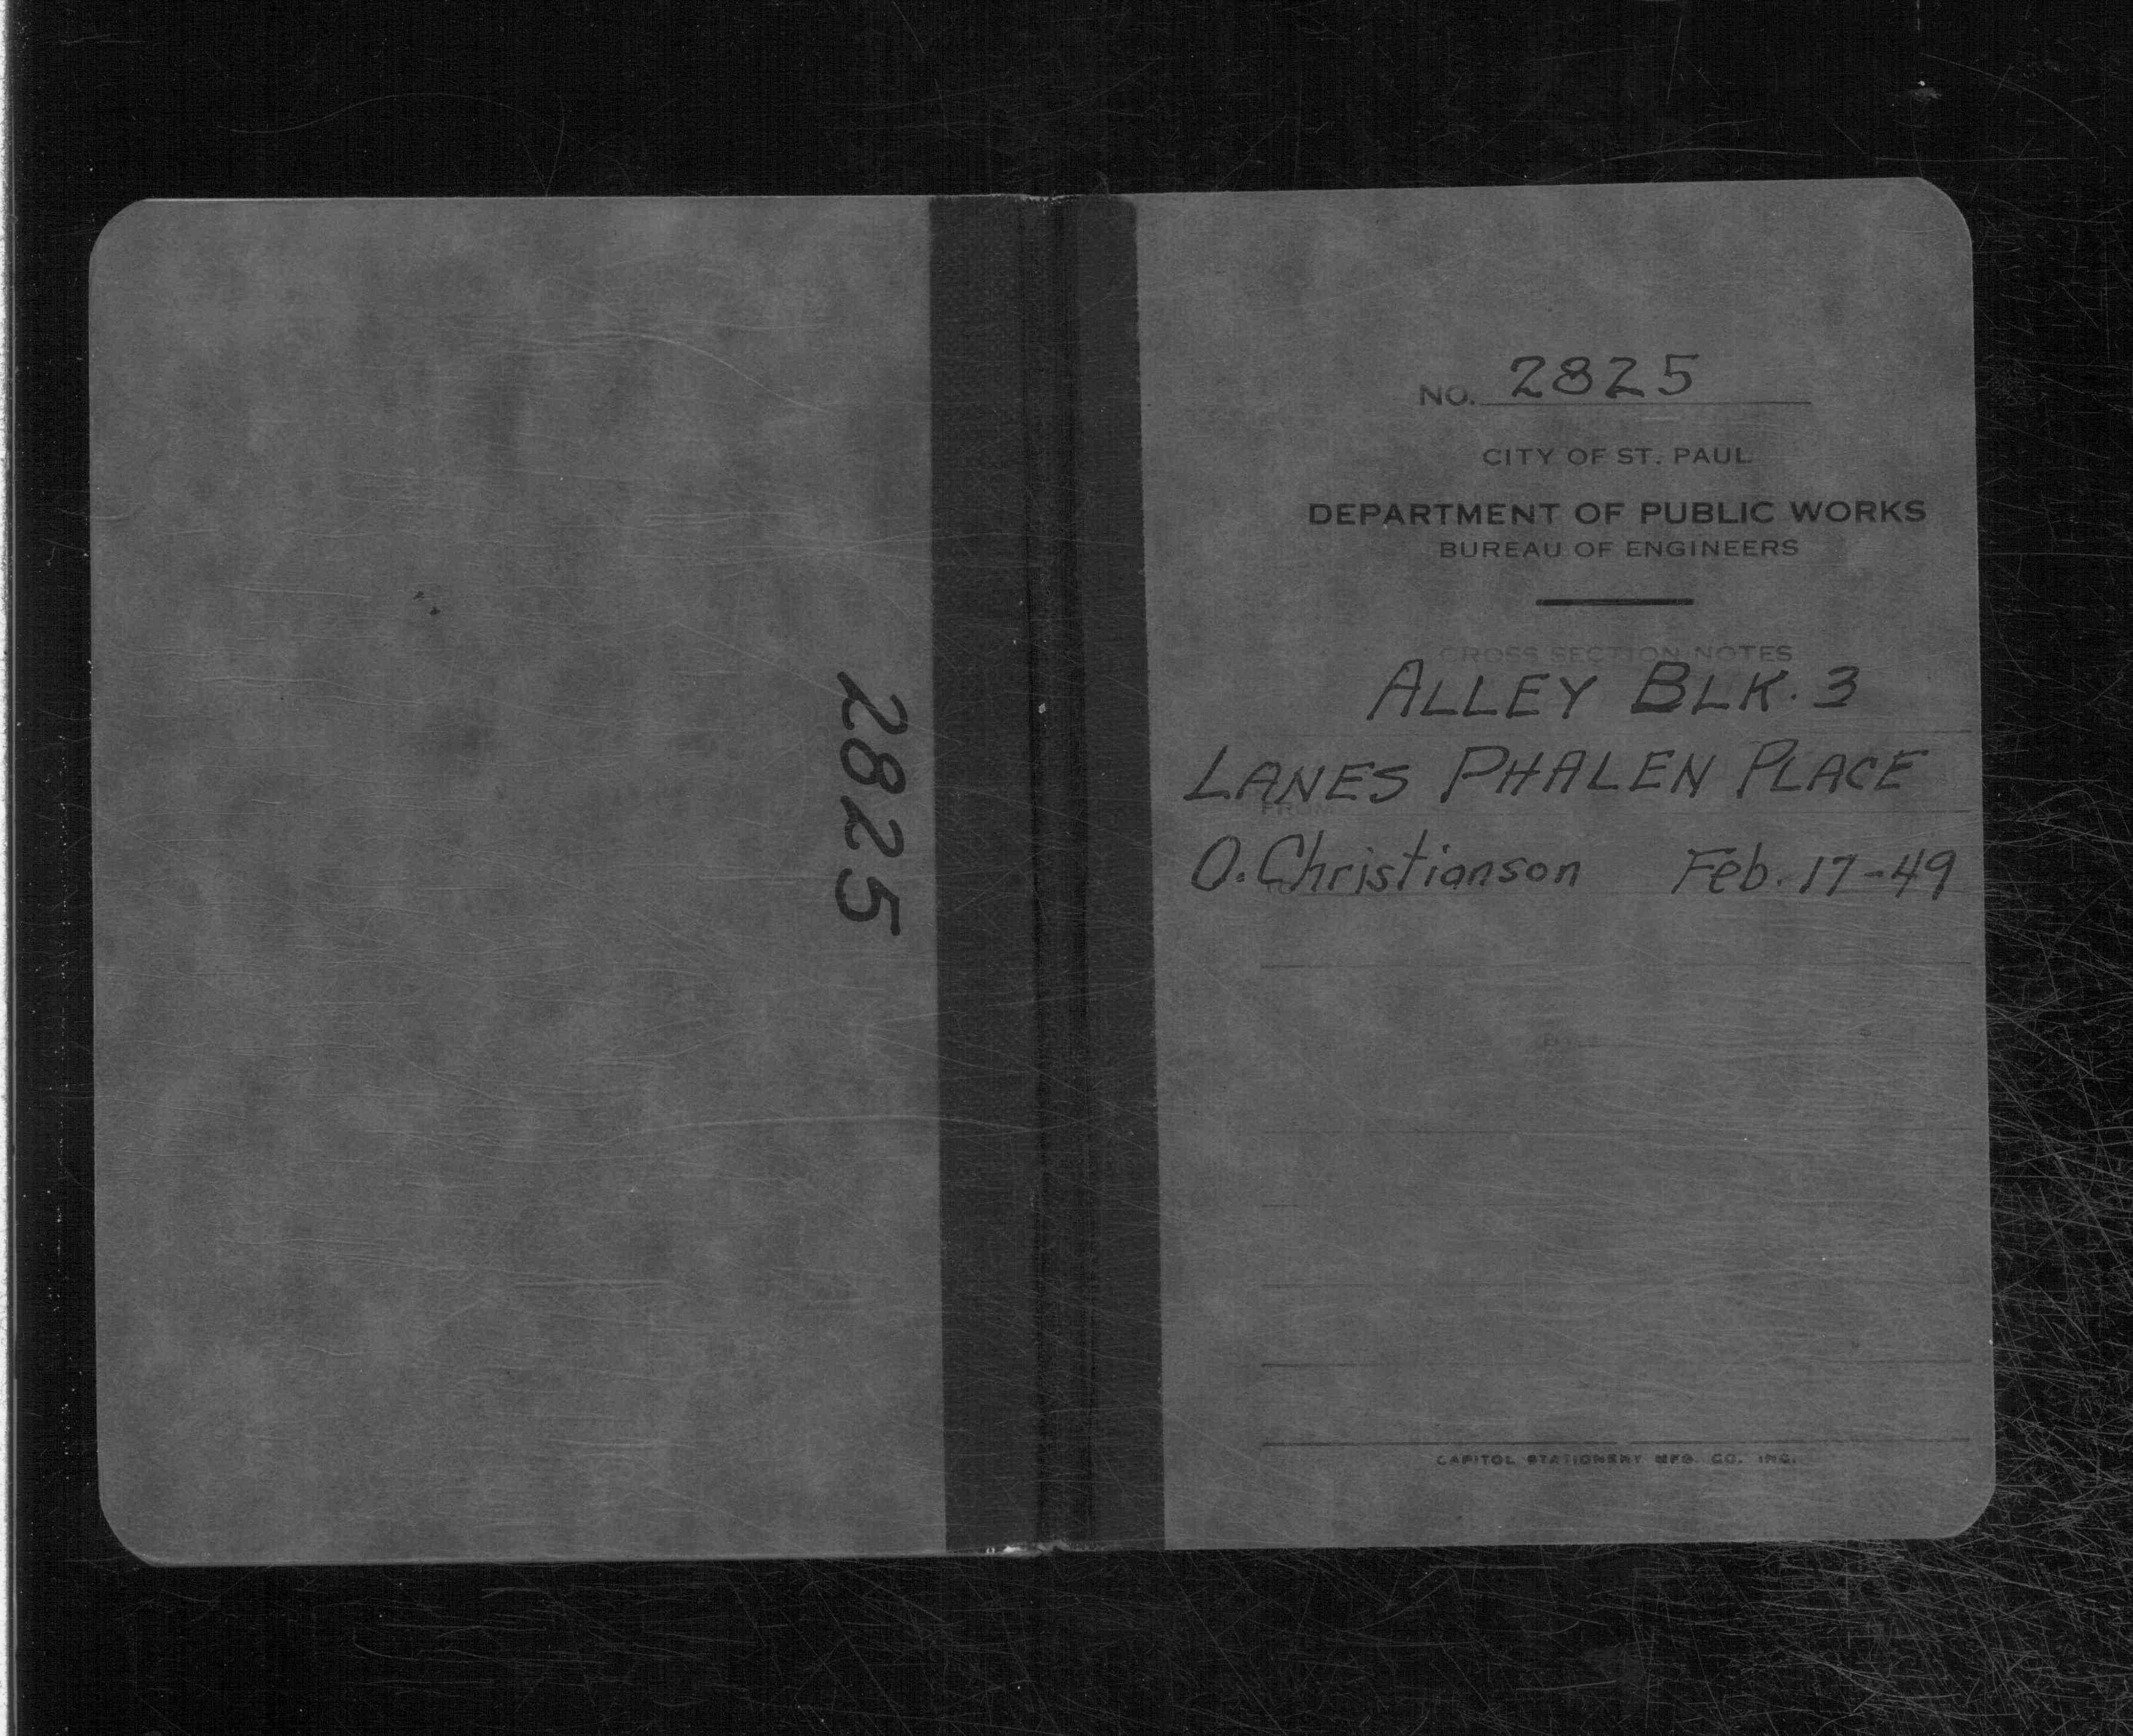 2825
NO. 2825
CITY OF ST. PAUL
DEPARTMENT OF PUBLIC WORKS
BUREAU OF ENGINEERS
CROSS SECTION NOTES
ALLEY BLK. 3
LANES PHALEN PLACE
FROM
O. Christianson Feb. 17-49
CAPITOL STATIONERY MFG. CO. INC.